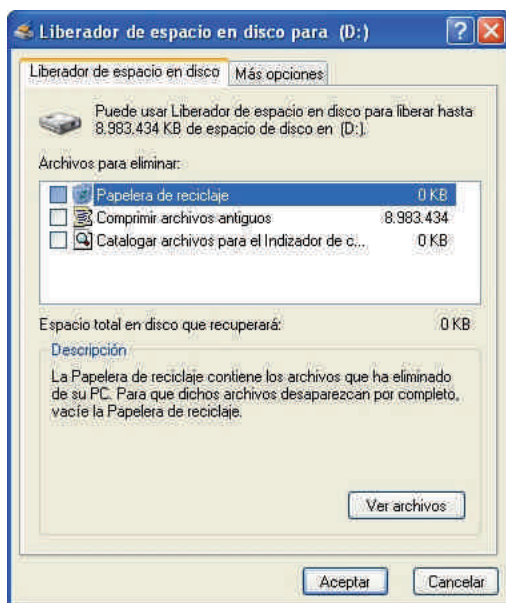 Liberador de espacio en disco para (D:)
Liberador de espacio en disco Más opciones
Puede usar Liberador de espacio en disco para liberar hasta
8.983.434 KB de espacio de disco en (D:).
Archivos para eliminar:
Papelera de reciclaje 0 KB
Comprimir archivos antiguos 8.983.434
Catalogar archivos para el Indizador de c... 0 KB
Espacio total en disco que recuperará: 0 KB
Descripción
La Papelera de reciclaje contiene los archivos que ha eliminado
de su PC. Para que dichos archivos desaparezcan por completo,
vacíe la Papelera de reciclaje.
Ver archivos
Aceptar Cancelar